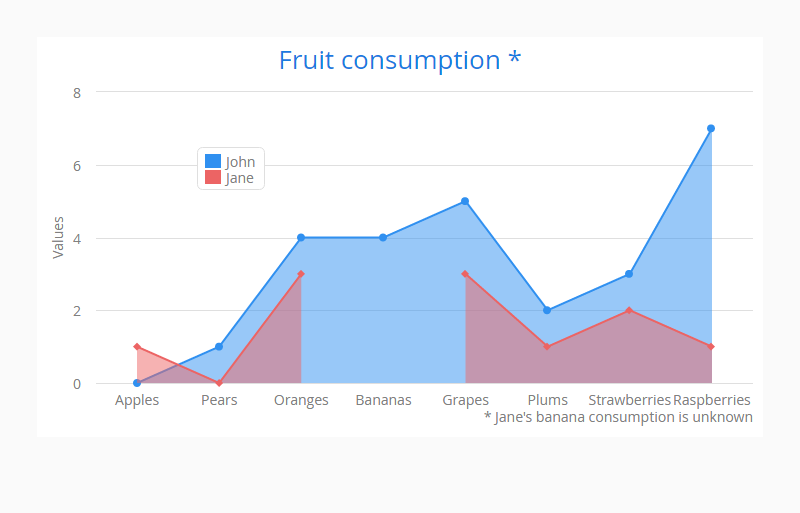 Fruit consumption *
8
6
4
2
0
Values
John
Jane
Apples Pears Oranges Bananas Grapes Plums Strawberries Raspberries
* Jane's banana consumption is unknown